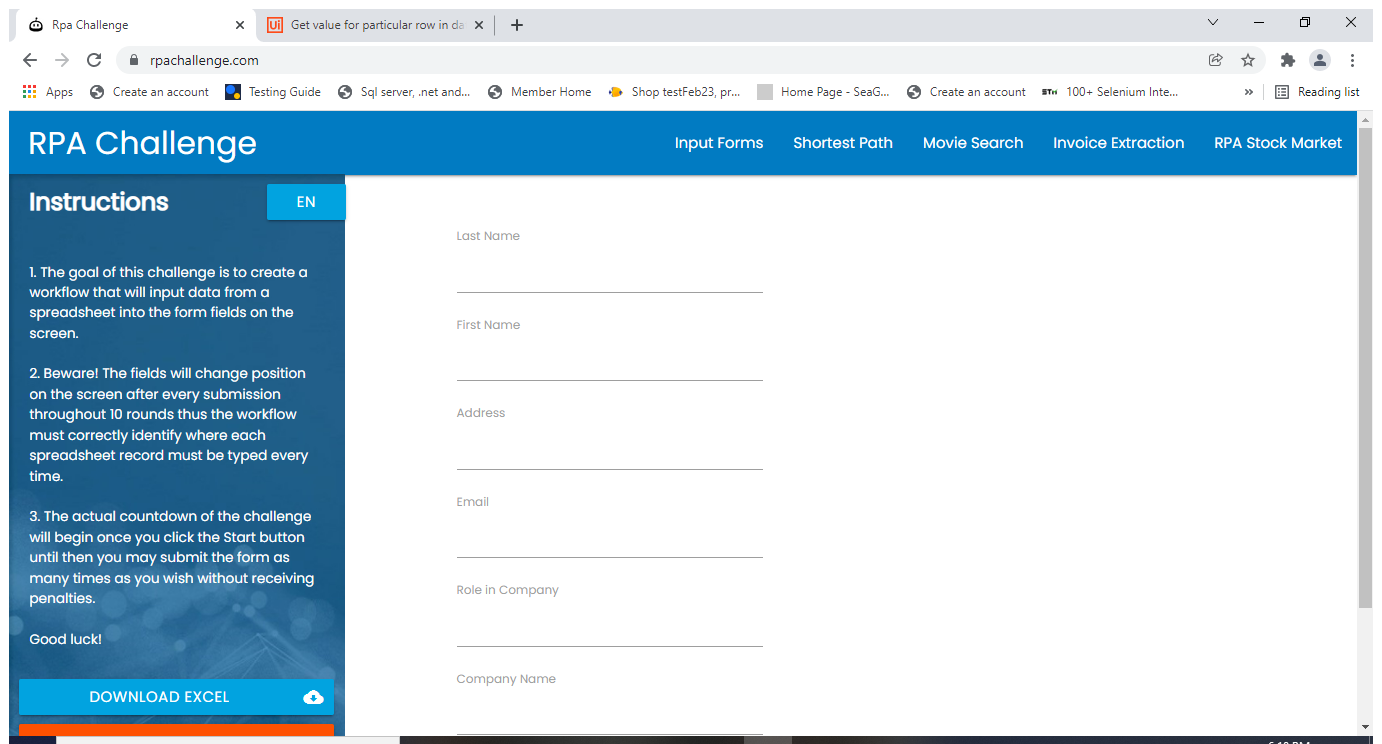 Rpa Challenge
Get value for particular row in da
rpachallenge.com
Apps
Create an account
Testing Guide
Sql server, .net and...
Member Home
Shop testFeb23, pr...
Home Page - SeaG...
Create an account
100+ Selenium Inte...
»
Reading list
RPA Challenge
Input Forms
Shortest Path
Movie Search
Invoice Extraction
RPA Stock Market
Instructions
EN
1. The goal of this challenge is to create a
workflow that will input data from a
spreadsheet into the form fields on the
screen.
2. Beware! The fields will change position
on the screen after every submission
throughout 10 rounds thus the workflow
must correctly identify where each
spreadsheet record must be typed every
time.
3. The actual countdown of the challenge
will begin once you click the Start button
until then you may submit the form as
many times as you wish without receiving
penalties.
Good luck!
DOWNLOAD EXCEL
Last Name
First Name
Address
Email
Role in Company
Company Name